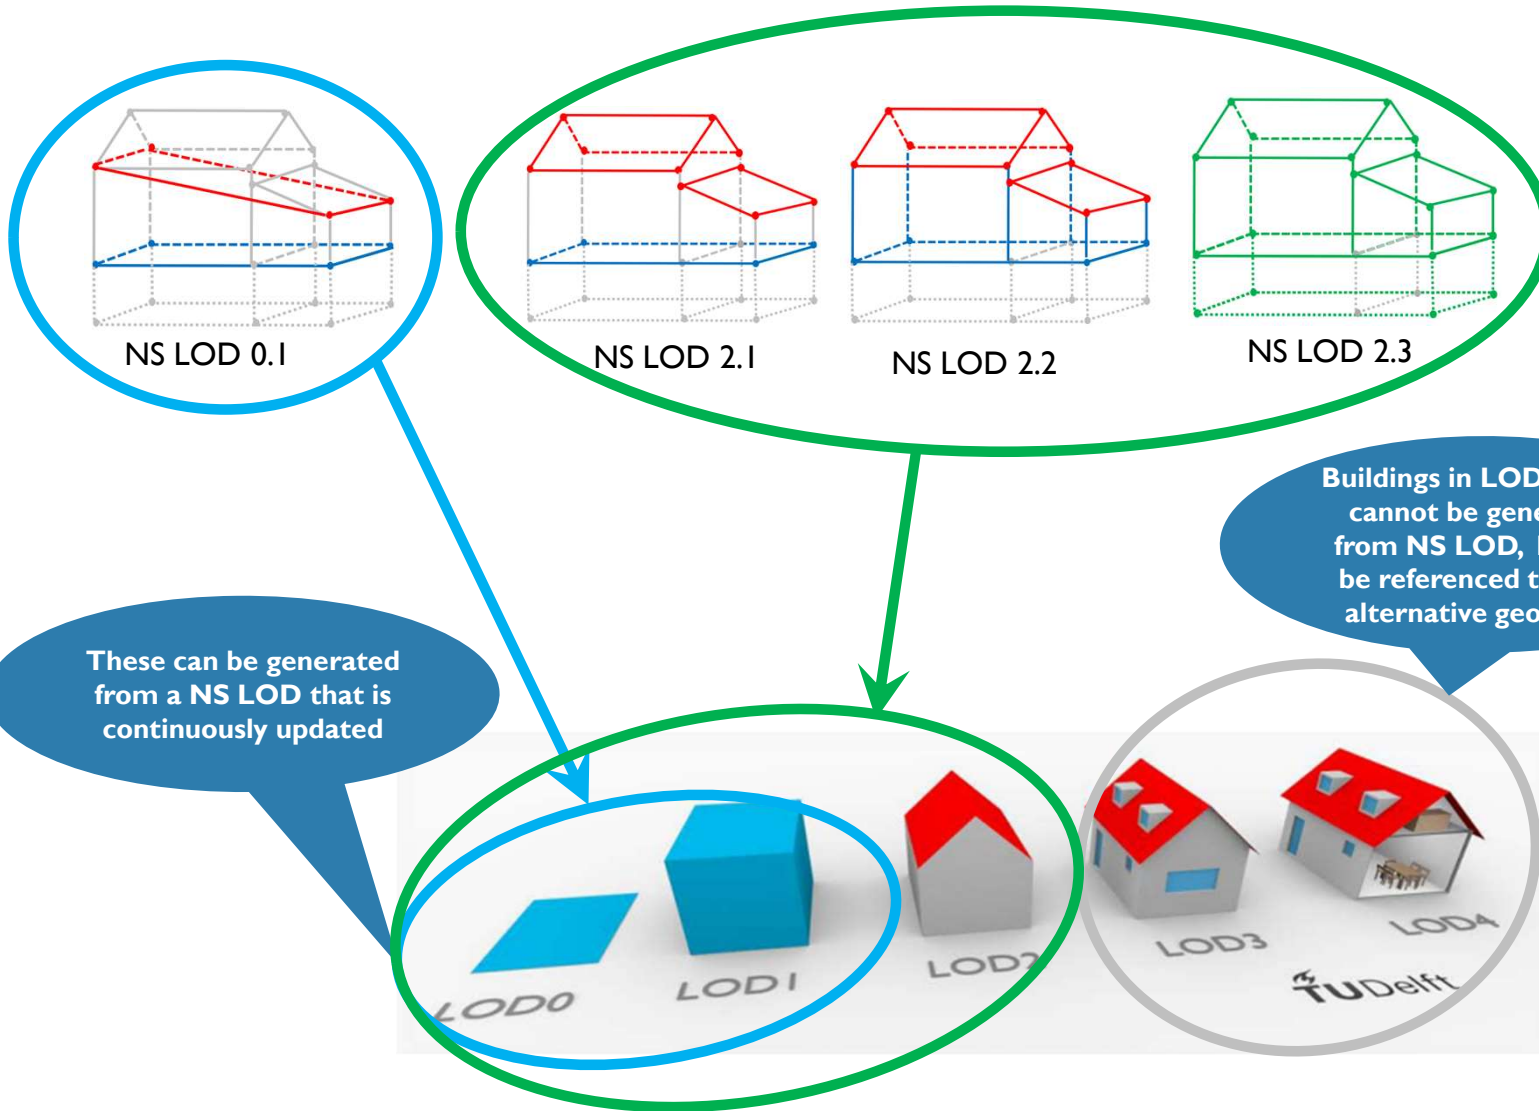 NS LOD 0.1
NS LOD 2.1
NS LOD 2.2
NS LOD 2.3
Buildings in LOD
cannot be gene
from NS LOD,
be referenced t
alternative geo
These can be generated
from a NS LOD that is
continuously updated
LOD0
LOD1
LOD2
LOD3
LOD4
TUDelft